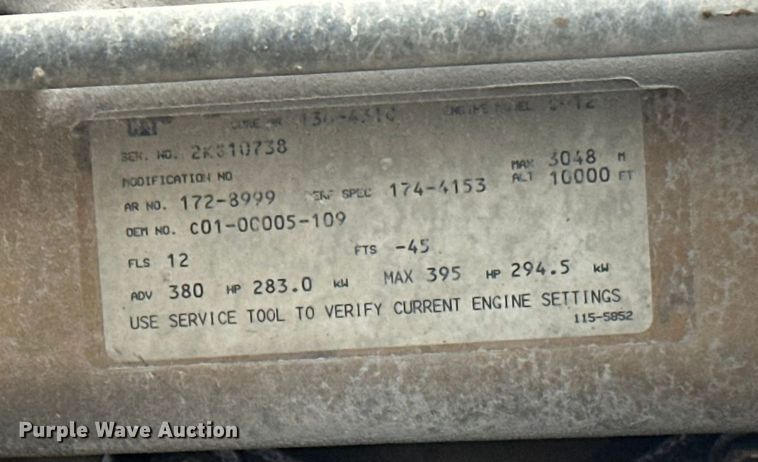 CAT
SER. NO. 2KS10738
MODIFICATION NO
AR NO. 172-8999 PERF SPEC 174-4153 MAX ALT 3048 M 10000 FT
OEM NO. C01-0C005-109
FLS 12 FTS -45
ADV 380 HP 283.0 kW MAX 395 HP 294.5 kW
USE SERVICE TOOL TO VERIFY CURRENT ENGINE SETTINGS
115-5852
Purple Wave Auction